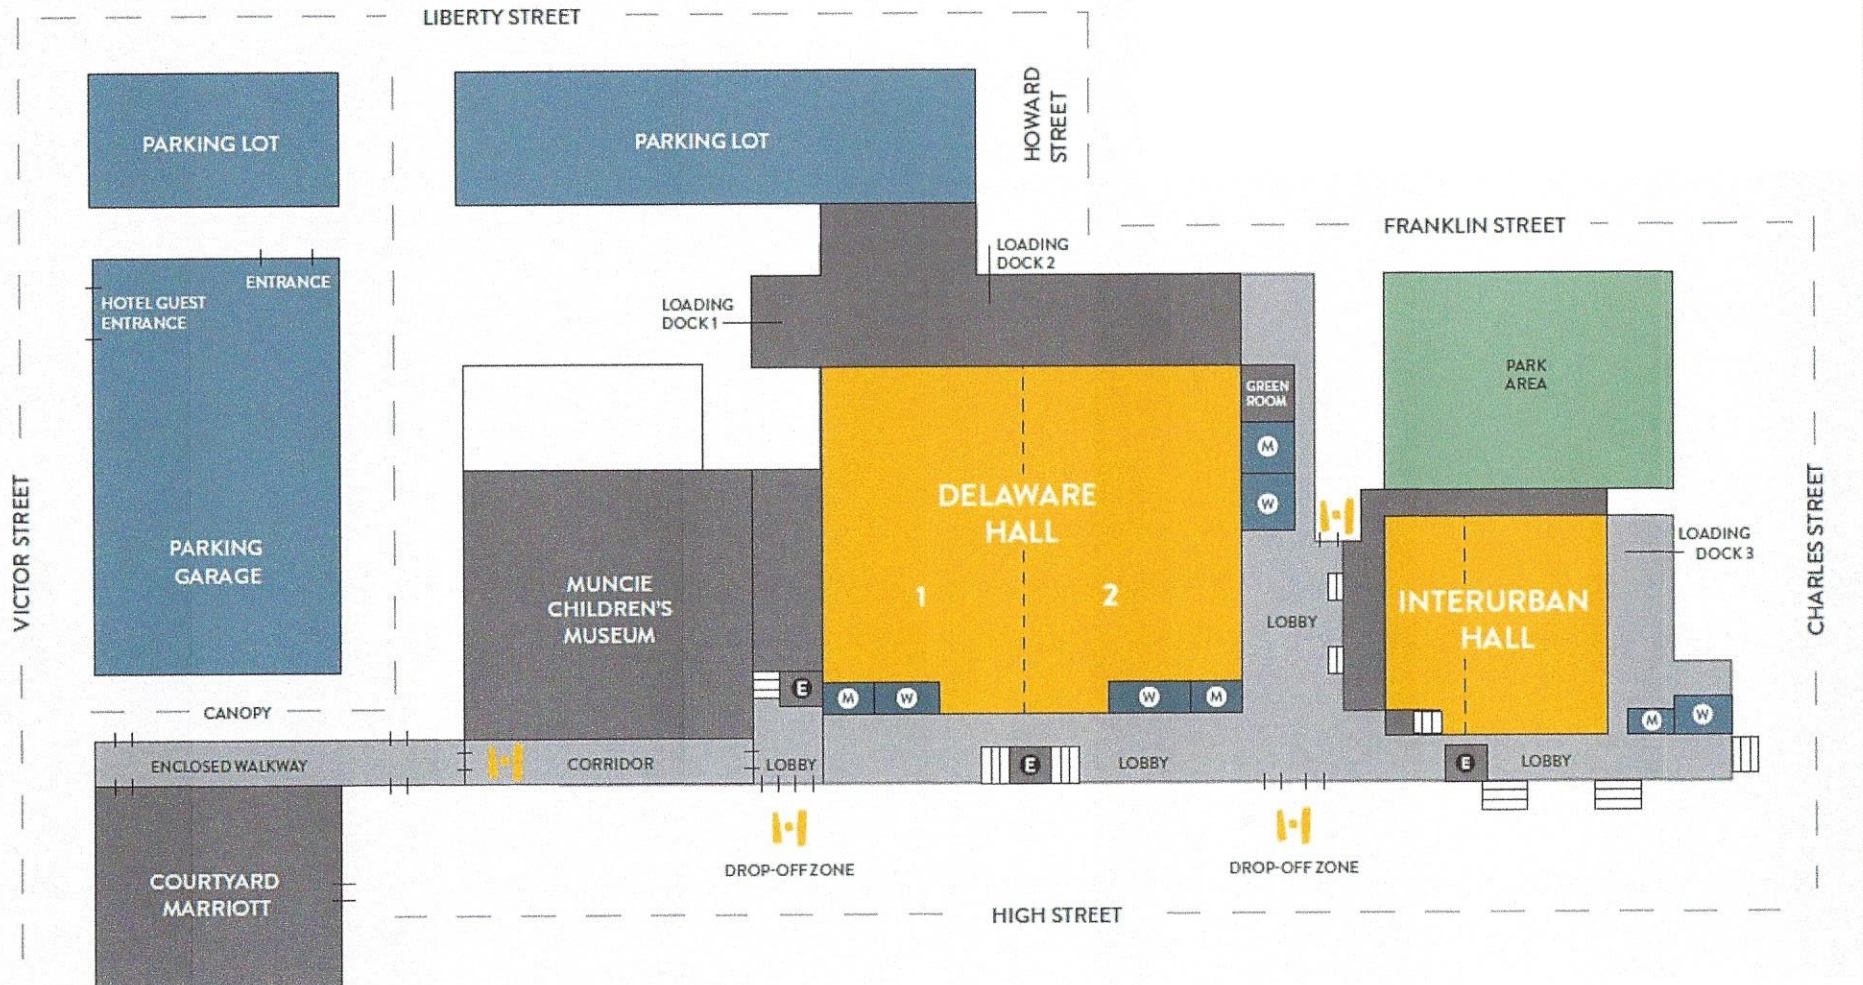 LIBERTY STREET
HOWARD
STREET
PARKING LOT
PARKING LOT
FRANKLIN STREET
LOADING
DOCK 2
ENTRANCE
HOTEL GUEST
ENTRANCE
LOADING
DOCK 1
PARK
AREA
GREEN
ROOM
M
W
DELAWARE
HALL
1
2
VICTOR STREET
PARKING
GARAGE
MUNCIE
CHILDREN'S
MUSEUM
LOBBY
INTERURBAN
HALL
LOADING
DOCK 3
CHARLES STREET
E
M
W
W
M
M
W
CANOPY
ENCLOSED WALKWAY
CORRIDOR
LOBBY
E
LOBBY
E
LOBBY
DROP-OFF ZONE
DROP-OFF ZONE
COURTYARD
MARRIOTT
HIGH STREET